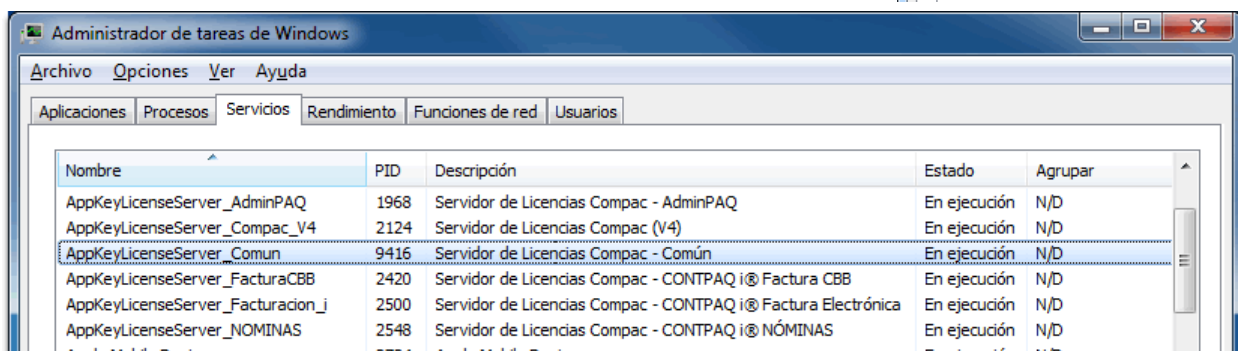 Administrador de tareas de Windows
Archivo Opciones Ver Ayuda
Aplicaciones Procesos Servicios Rendimiento Funciones de red Usuarios
Nombre PID Descripción Estado Agrupar
AppKeyLicenseServer_AdminPAQ 1968 Servidor de Licencias Compac - AdminPAQ En ejecución N/D
AppKeyLicenseServer_Compac_V4 2124 Servidor de Licencias Compac (V4) En ejecución N/D
AppKeyLicenseServer_Comun 9416 Servidor de Licencias Compac - Común En ejecución N/D
AppKeyLicenseServer_FacturaCBB 2420 Servidor de Licencias Compac - CONTPAQ i® Factura CBB En ejecución N/D
AppKeyLicenseServer_Facturacion_i 2500 Servidor de Licencias Compac - CONTPAQ i® Factura Electrónica En ejecución N/D
AppKeyLicenseServer_NOMINAS 2548 Servidor de Licencias Compac - CONTPAQ i® NÓMINAS En ejecución N/D